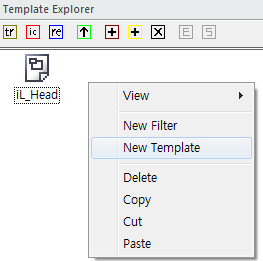 Template Explorer
tr ic re E S
iL_Head
View
New Filter
New Template
Delete
Copy
Cut
Paste